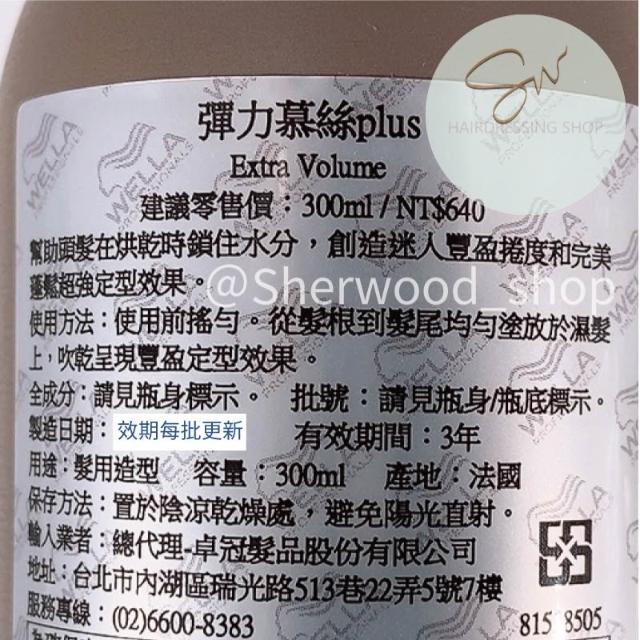 Sw
HAIRDRESSING SHOP
彈力慕絲plus
Extra Volume
建議零售價：300ml / NT$640
幫助頭髮在烘乾時鎖住水分，創造迷人豐盈捲度和完美
蓬鬆超強定型效果。
@Sherwood_shop
使用方法：使用前搖勻。從髮根到髮尾均勻塗放於濕髮
上，吹乾呈現豐盈定型效果。
全成分：請見瓶身標示。 批號：請見瓶身/瓶底標示。
製造日期：效期每批更新 有效期間：3年
用途：髮用造型 容量：300ml 產地：法國
保存方法：置於陰涼乾燥處，避免陽光直射。
輸入業者：總代理-卓冠髮品股份有限公司
地址：台北市內湖區瑞光路513巷22弄5號7樓
服務專線：(02)6600-8383
WELLA
PROFESSIONALS